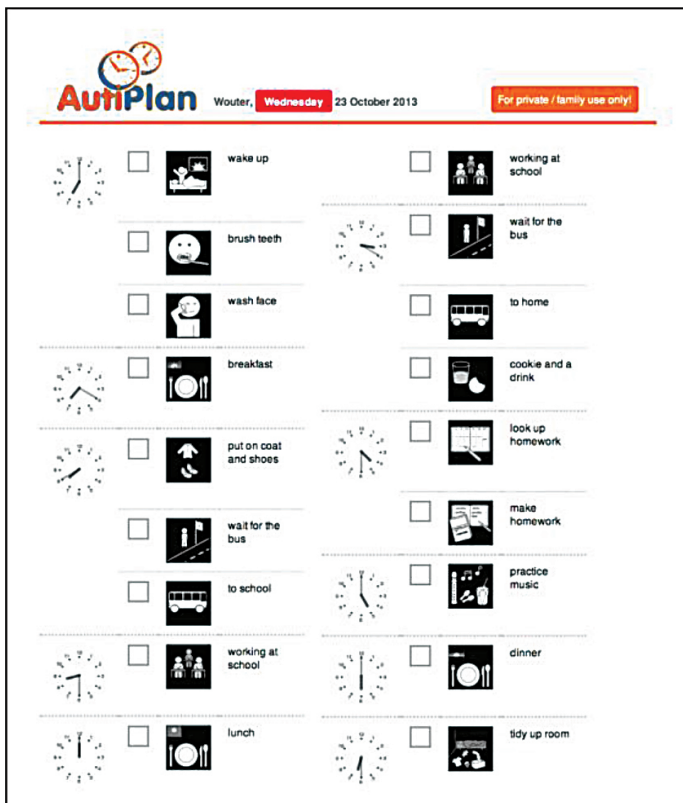 AutiPlan
Wouter, Wednesday 23 October 2013
For private / family use only!
wake up
brush teeth
wash face
breakfast
put on coat
and shoes
wait for the
bus
to school
working at
school
lunch
working at
school
wait for the
bus
to home
cookie and a
drink
look up
homework
make
homework
practice
music
dinner
tidy up room